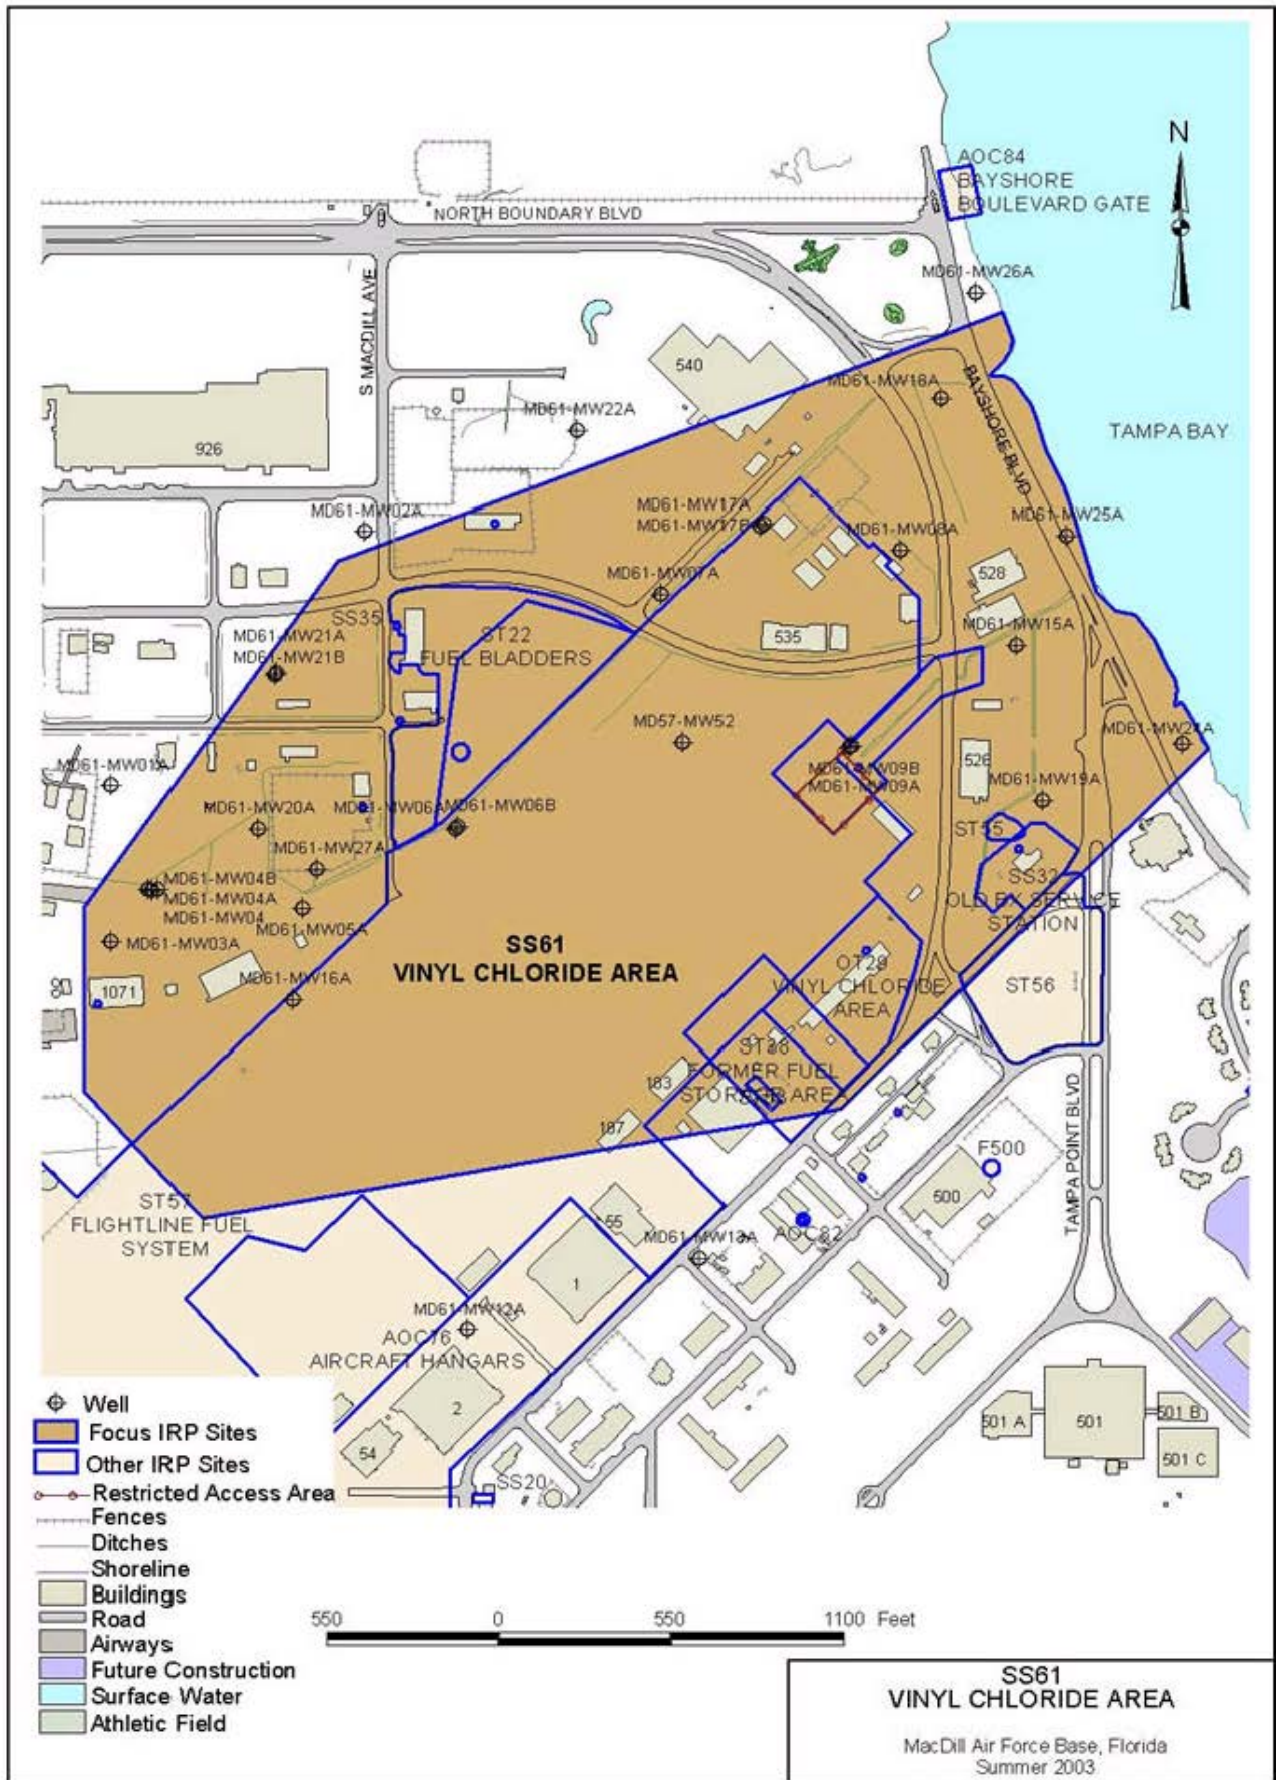 N
AOC84
BAYSHORE
BOULEVARD GATE
NORTH BOUNDARY BLVD
MD61-MW26A
S MACDILL AVE
540
MD61-MW18A
MD61-MW22A
BAYSHORE BLVD
TAMPA BAY
926
MD61-MW02A
MD61-MW17A
MD61-MW17B
MD61-MW08A
MD61-MW25A
MD61-MW07A
528
SS35
ST22
FUEL BLADDERS
MD61-MW21A
MD61-MW21B
535
MD61-MW15A
MD57-MW52
MD61-MW24A
MD61-MW01A
MD61-MW09B
MD61-MW09A
526
MD61-MW19A
MD61-MW20A
MD61-MW06A
MD61-MW06B
ST55
MD61-MW27A
MD61-MW04B
MD61-MW04A
MD61-MW04
MD61-MW05A
SS32
OLD BX SERVICE
STATION
MD61-MW03A
SS61
VINYL CHLORIDE AREA
OT29
VINYL CHLORIDE
AREA
MD61-MW16A
1071
ST56
ST38
FORMER FUEL
STORAGE AREA
183
187
TAMPA POINT BLVD
F500
500
ST57
FLIGHTLINE FUEL
SYSTEM
55
MD61-MW13A
AOC82
1
MD61-MW12A
AOC76
AIRCRAFT HANGARS
2
54
SS20
501 A
501
501 B
501 C
Well
Focus IRP Sites
Other IRP Sites
Restricted Access Area
Fences
Ditches
Shoreline
Buildings
Road
Airways
Future Construction
Surface Water
Athletic Field
550 0 550 1100 Feet
SS61
VINYL CHLORIDE AREA
MacDill Air Force Base, Florida
Summer 2003